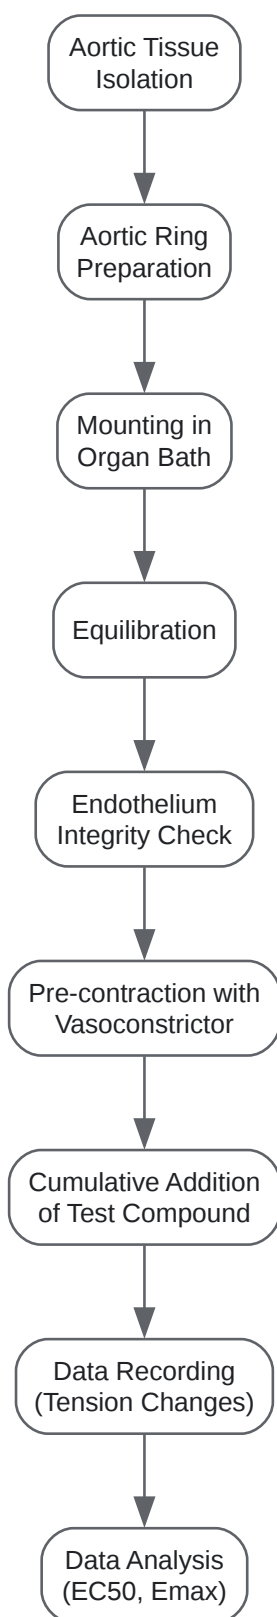 Aortic Tissue
Isolation
Aortic Ring
Preparation
Mounting in
Organ Bath
Equilibration
Endothelium
Integrity Check
Pre-contraction with
Vasoconstrictor
Cumulative Addition
of Test Compound
Data Recording
(Tension Changes)
Data Analysis
(EC50, Emax)